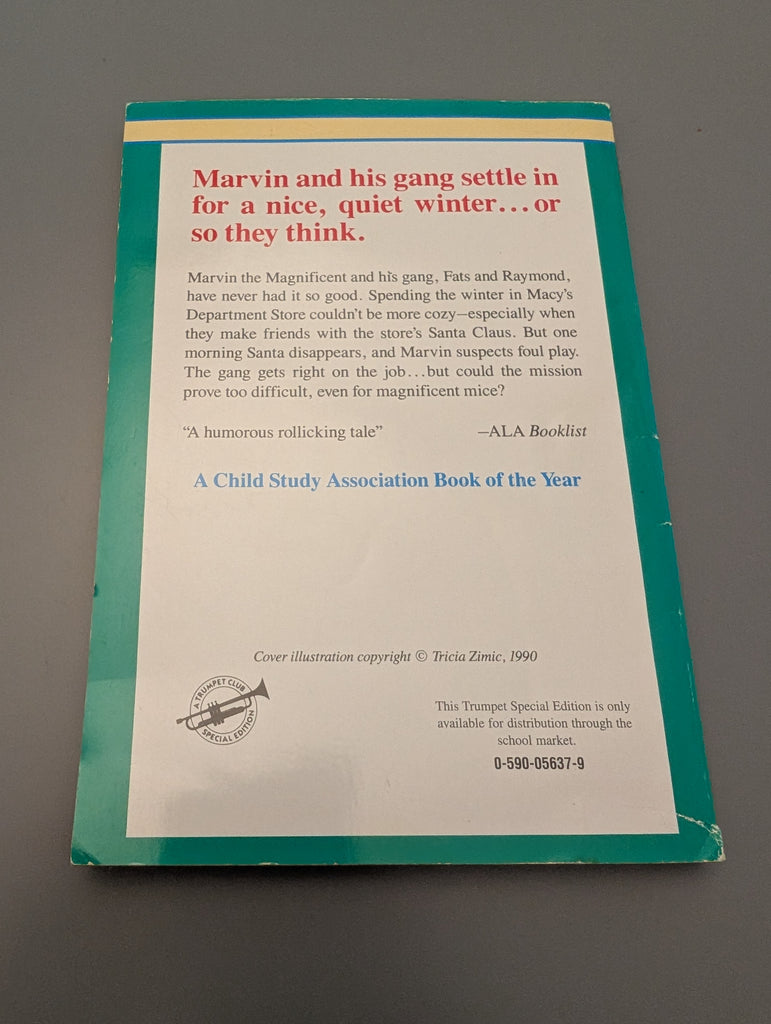 Marvin and his gang settle in
for a nice, quiet winter...or
so they think.
Marvin the Magnificent and his gang, Fats and Raymond,
have never had it so good. Spending the winter in Macy's
Department Store couldn't be more cozy—especially when
they make friends with the store's Santa Claus. But one
morning Santa disappears, and Marvin suspects foul play.
The gang gets right on the job...but could the mission
prove too difficult, even for magnificent mice?
“A humorous rollicking tale” —ALA Booklist
A Child Study Association Book of the Year
Cover illustration copyright © Tricia Zimic, 1990
A TRUMPET CLUB
SPECIAL EDITION
This Trumpet Special Edition is only
available for distribution through the
school market.
0-590-05637-9